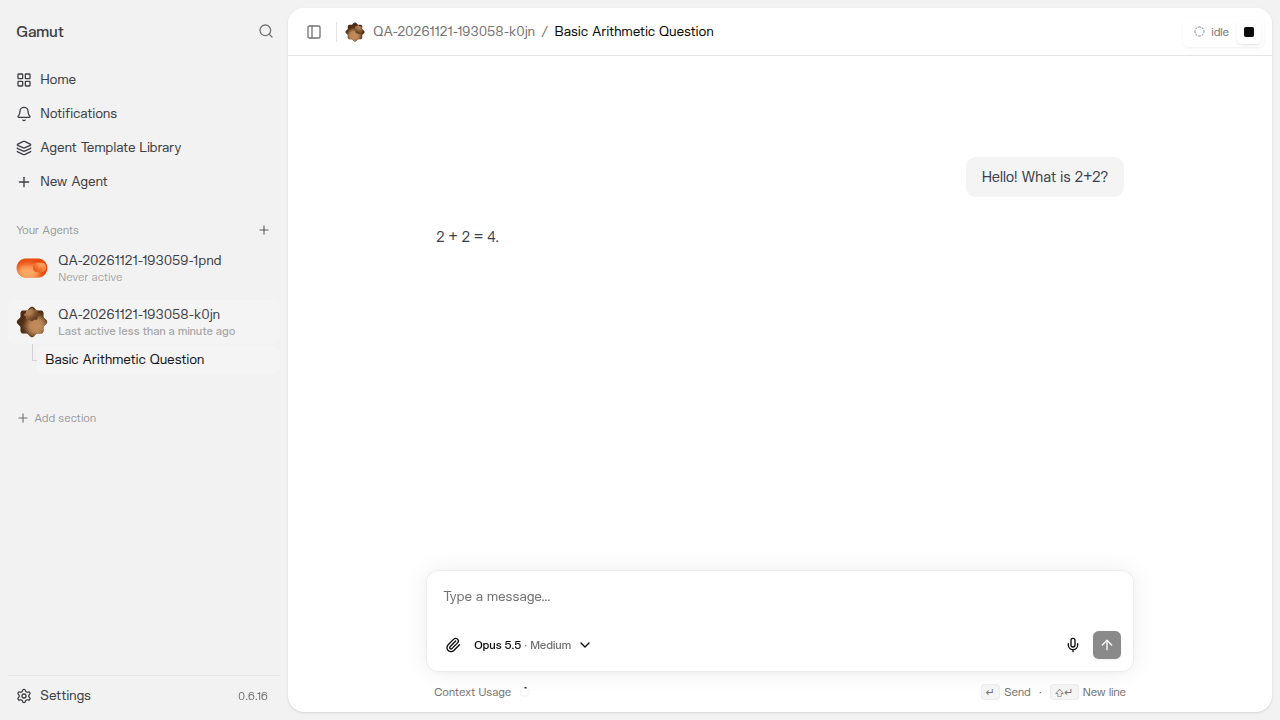 Gamut
Home
Notifications
Agent Template Library
New Agent
Your Agents
QA-20261121-193059-1pnd
Never active
QA-20261121-193058-k0jn
Last active less than a minute ago
Basic Arithmetic Question
Add section
Settings
0.6.16
QA-20261121-193058-k0jn / Basic Arithmetic Question
idle
Hello! What is 2+2?
2 + 2 = 4.
Type a message...
Opus 5.5 · Medium
Context Usage
↵ Send · ⇧↵ New line